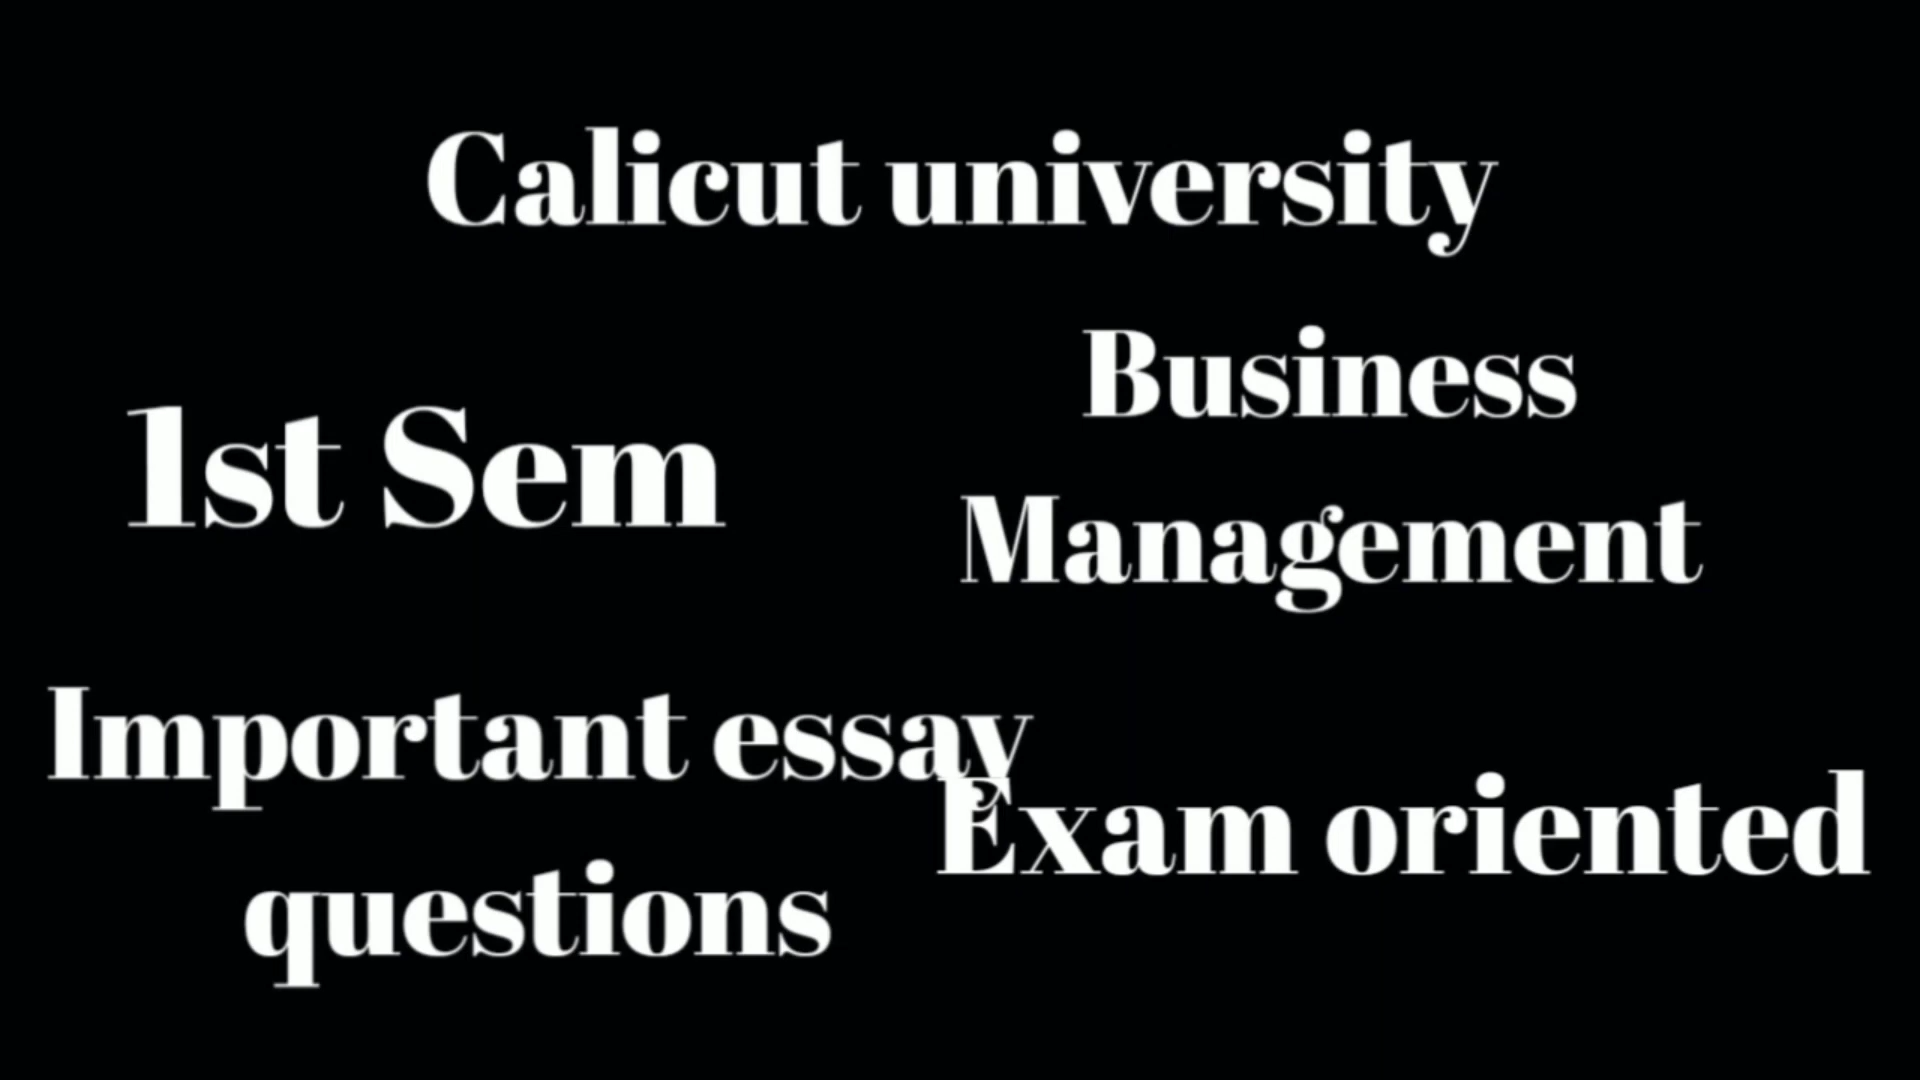 Calicut university
1st Sem
Business
Management
Important essay
questions
Exam oriented